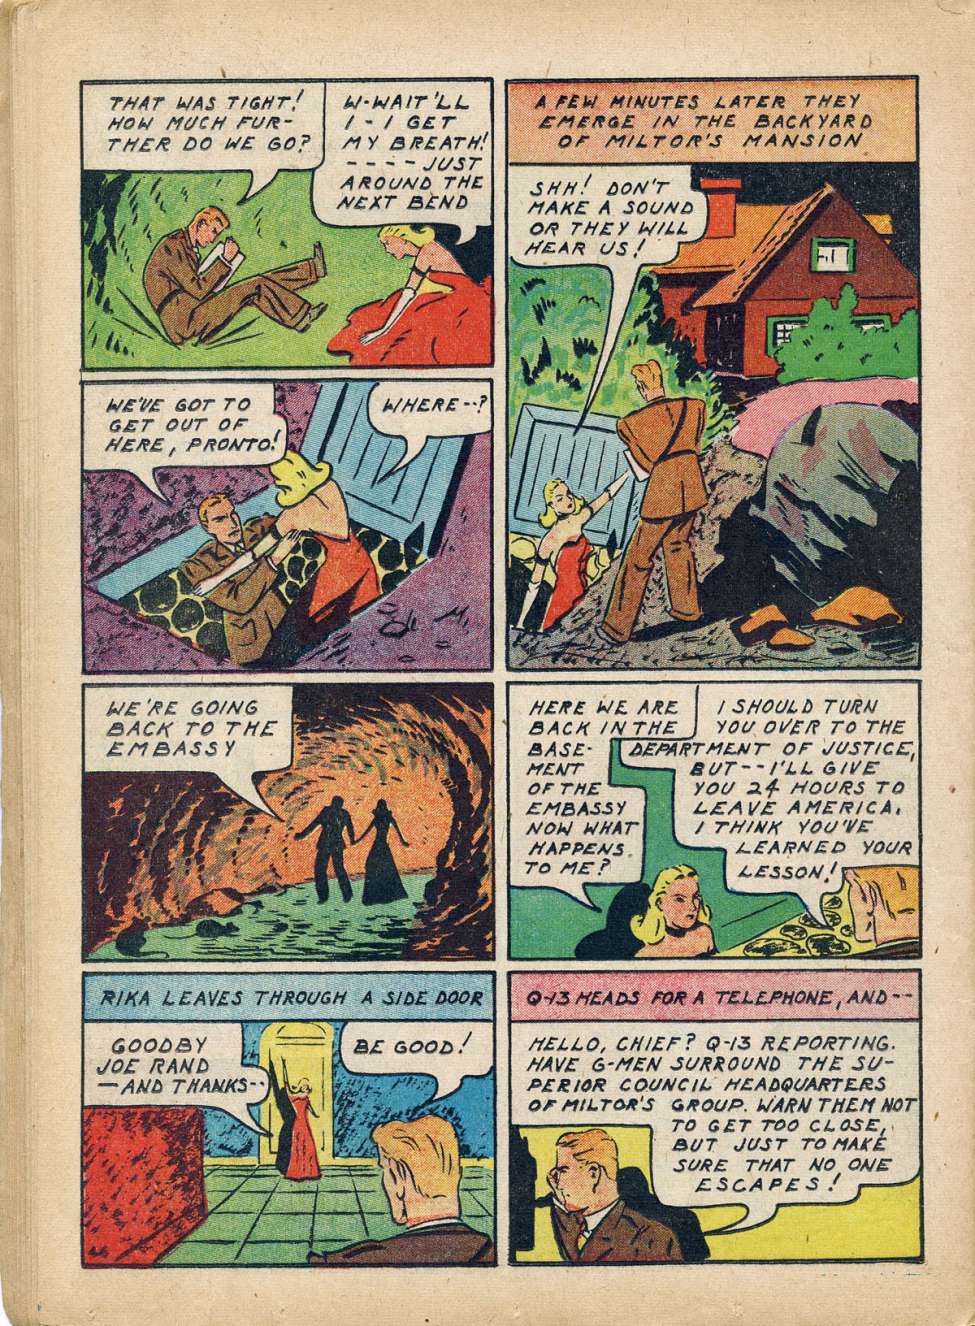 THAT WAS TIGHT!
HOW MUCH FUR-
THER DO WE GO?
W-WAIT'LL
I - I GET
MY BREATH!
- - - - JUST
AROUND THE
NEXT BEND
A FEW MINUTES LATER THEY
EMERGE IN THE BACKYARD
OF MILTOR'S MANSION
SHH! DON'T
MAKE A SOUND
OR THEY WILL
HEAR US!
WE'VE GOT TO
GET OUT OF
HERE, PRONTO!
WHERE--?
WE'RE GOING
BACK TO THE
EMBASSY
HERE WE ARE
BACK IN THE
BASE-
MENT
OF THE
EMBASSY
NOW WHAT
HAPPENS
TO ME?
I SHOULD TURN
YOU OVER TO THE
DEPARTMENT OF JUSTICE,
BUT--I'LL GIVE
YOU 24 HOURS TO
LEAVE AMERICA.
I THINK YOU'VE
LEARNED YOUR
LESSON!
RIKA LEAVES THROUGH A SIDE DOOR
GOODBY
JOE RAND
—AND THANKS--
BE GOOD!
Q-13 HEADS FOR A TELEPHONE, AND--
HELLO, CHIEF? Q-13 REPORTING.
HAVE G-MEN SURROUND THE SU-
PERIOR COUNCIL HEADQUARTERS
OF MILTOR'S GROUP. WARN THEM NOT
TO GET TOO CLOSE,
BUT JUST TO MAKE
SURE THAT NO ONE
ESCAPES!